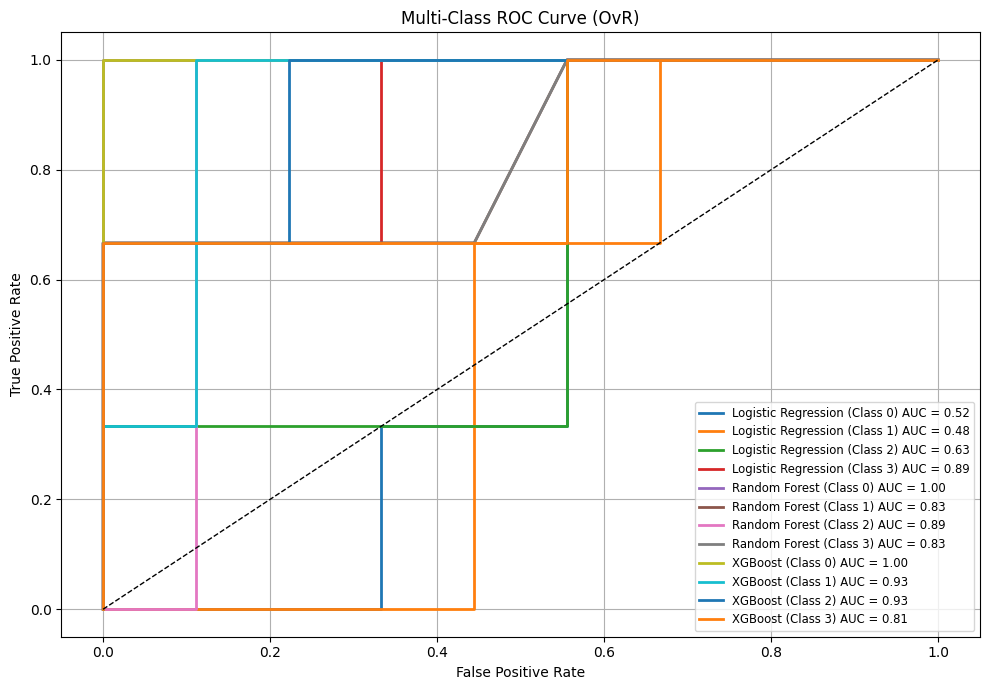 Multi-Class ROC Curve (OvR)
True Positive Rate
1.0
0.8
0.6
0.4
0.2
0.0
Logistic Regression (Class 0) AUC = 0.52
Logistic Regression (Class 1) AUC = 0.48
Logistic Regression (Class 2) AUC = 0.63
Logistic Regression (Class 3) AUC = 0.89
Random Forest (Class 0) AUC = 1.00
Random Forest (Class 1) AUC = 0.83
Random Forest (Class 2) AUC = 0.89
Random Forest (Class 3) AUC = 0.83
XGBoost (Class 0) AUC = 1.00
XGBoost (Class 1) AUC = 0.93
XGBoost (Class 2) AUC = 0.93
XGBoost (Class 3) AUC = 0.81
0.0 0.2 0.4 0.6 0.8 1.0
False Positive Rate